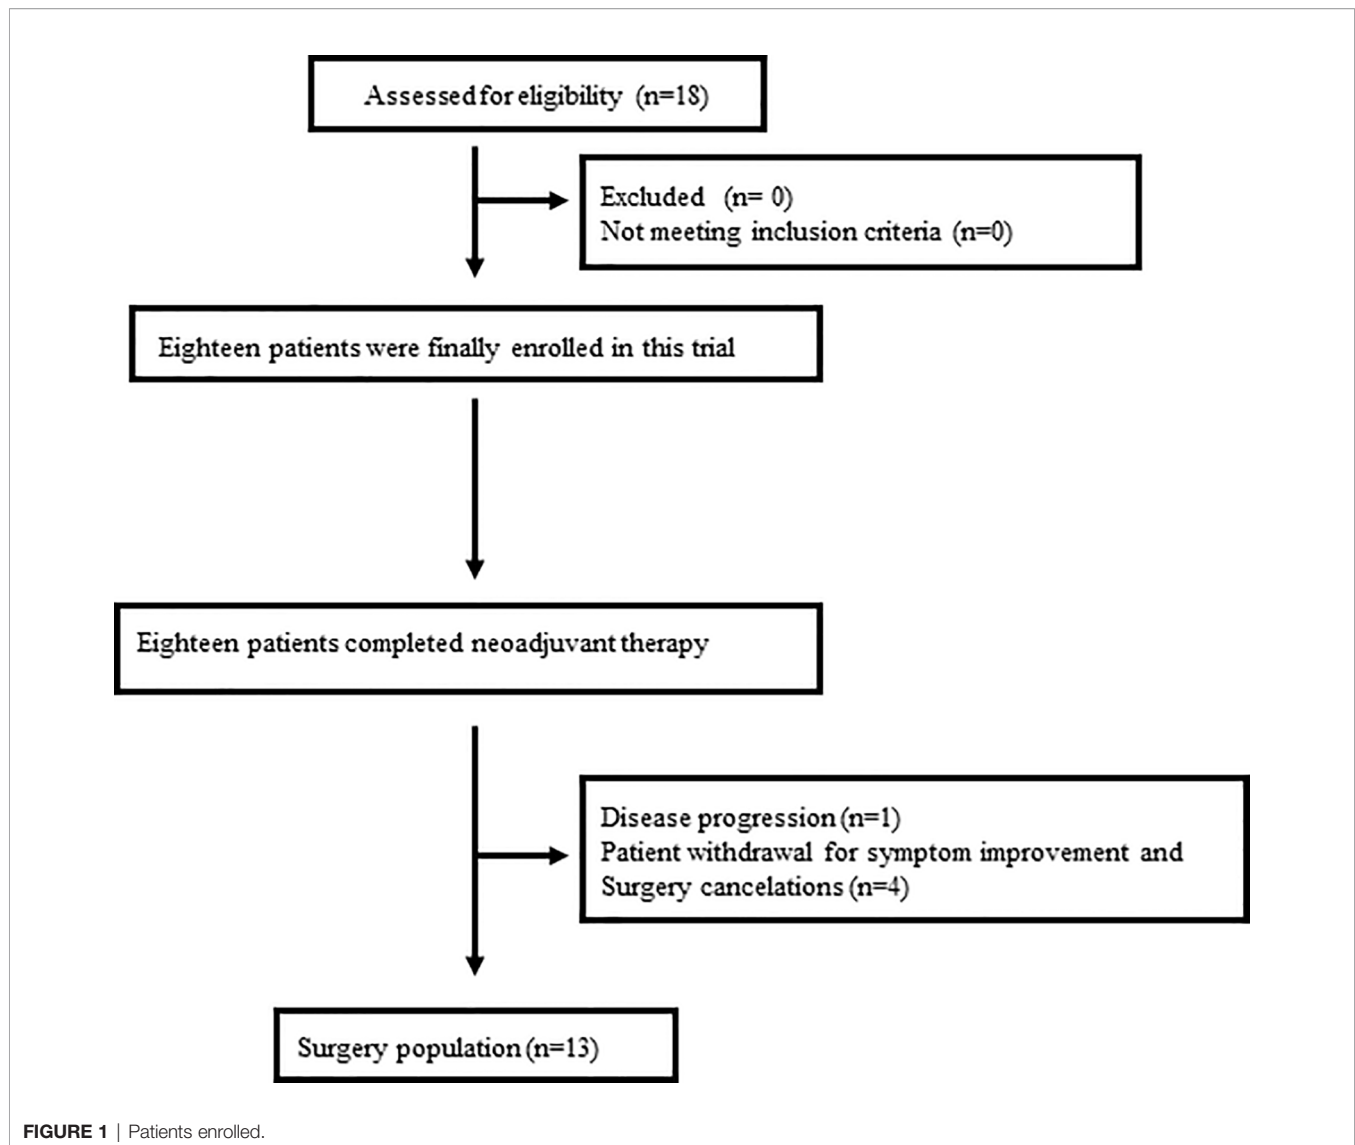 Assessed for eligibility (n=18)
Excluded (n= 0)
Not meeting inclusion criteria (n=0)
Eighteen patients were finally enrolled in this trial
Eighteen patients completed neoadjuvant therapy
Disease progression (n=1)
Patient withdrawal for symptom improvement and
Surgery cancelations (n=4)
Surgery population (n=13)
FIGURE 1 | Patients enrolled.